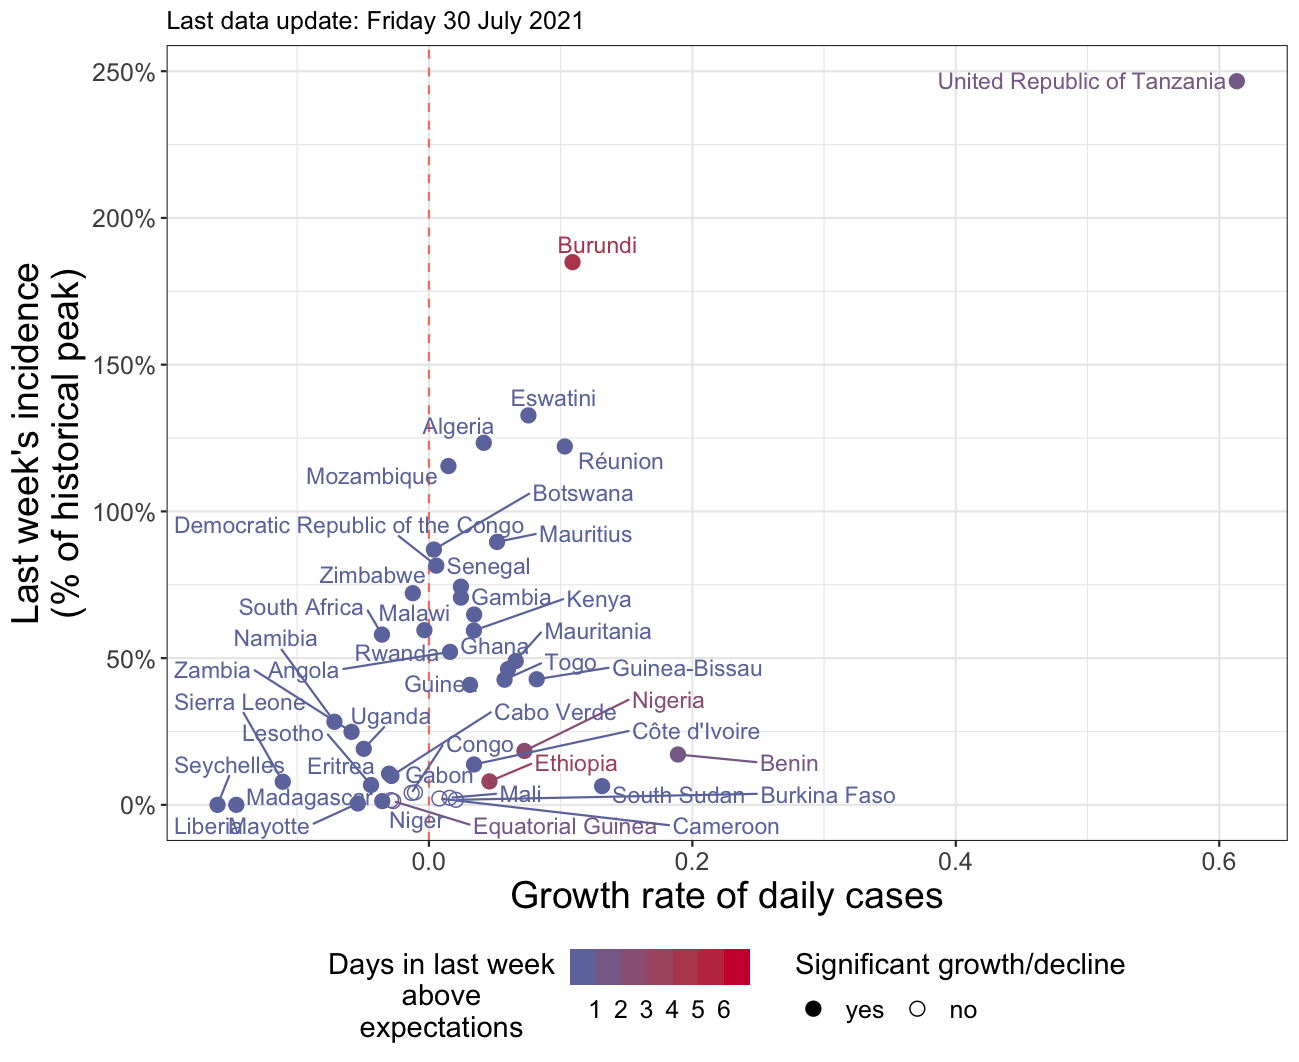 Last data update: Friday 30 July 2021
Last week's incidence
(% of historical peak)
250%
200%
150%
100%
50%
0%
United Republic of Tanzania
Burundi
Eswatini
Algeria
Réunion
Mozambique
Botswana
Democratic Republic of the Congo
Mauritius
Senegal
Zimbabwe
Gambia
Kenya
South Africa
Malawi
Mauritania
Namibia
Ghana
Rwanda
Togo
Guinea-Bissau
Zambia
Angola
Guinea
Nigeria
Sierra Leone
Cabo Verde
Uganda
Côte d'Ivoire
Lesotho
Congo
Ethiopia
Benin
Seychelles
Eritrea
Gabon
Madagascar
Mali
South Sudan
Burkina Faso
Niger
Liberia
Mayotte
Equatorial Guinea
Cameroon
0.0
0.2
0.4
0.6
Growth rate of daily cases
Days in last week
above
expectations
1 2 3 4 5 6
Significant growth/decline
yes
no